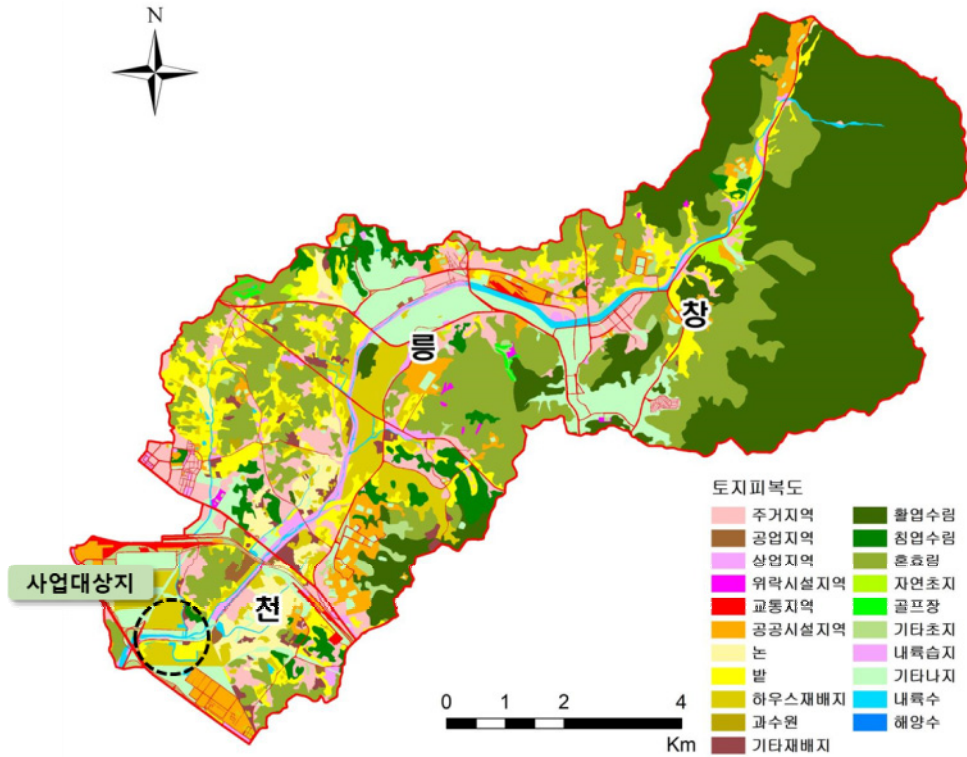 N
창
릉
천
사업대상지
토지피복도
주거지역
공업지역
상업지역
위락시설지역
교통지역
공공시설지역
논
밭
하우스재배지
과수원
기타재배지
활엽수림
침엽수림
혼효림
자연초지
골프장
기타초지
내륙습지
기타나지
내륙수
해양수
0 1 2 4
Km